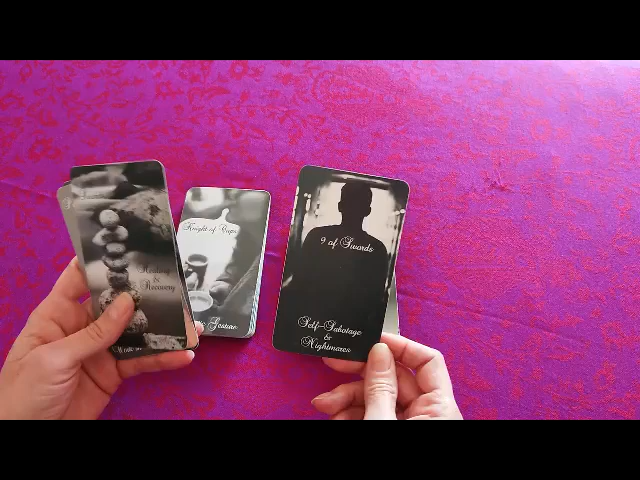 Healing
&
Recovery
Knight of Cups
Gesture
9 of Swords
Self-Sabotage
&
Nightmares